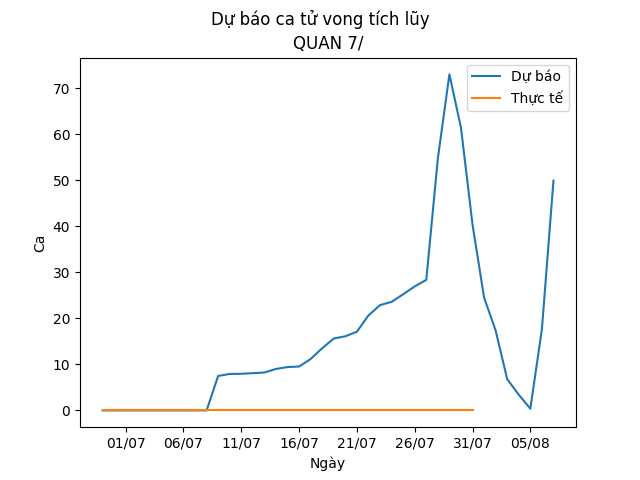 Dự báo ca tử vong tích lũy
QUAN 7/
Dự báo
Thực tế
70
60
50
40
30
20
10
0
Ca
01/07 06/07 11/07 16/07 21/07 26/07 31/07 05/08
Ngày